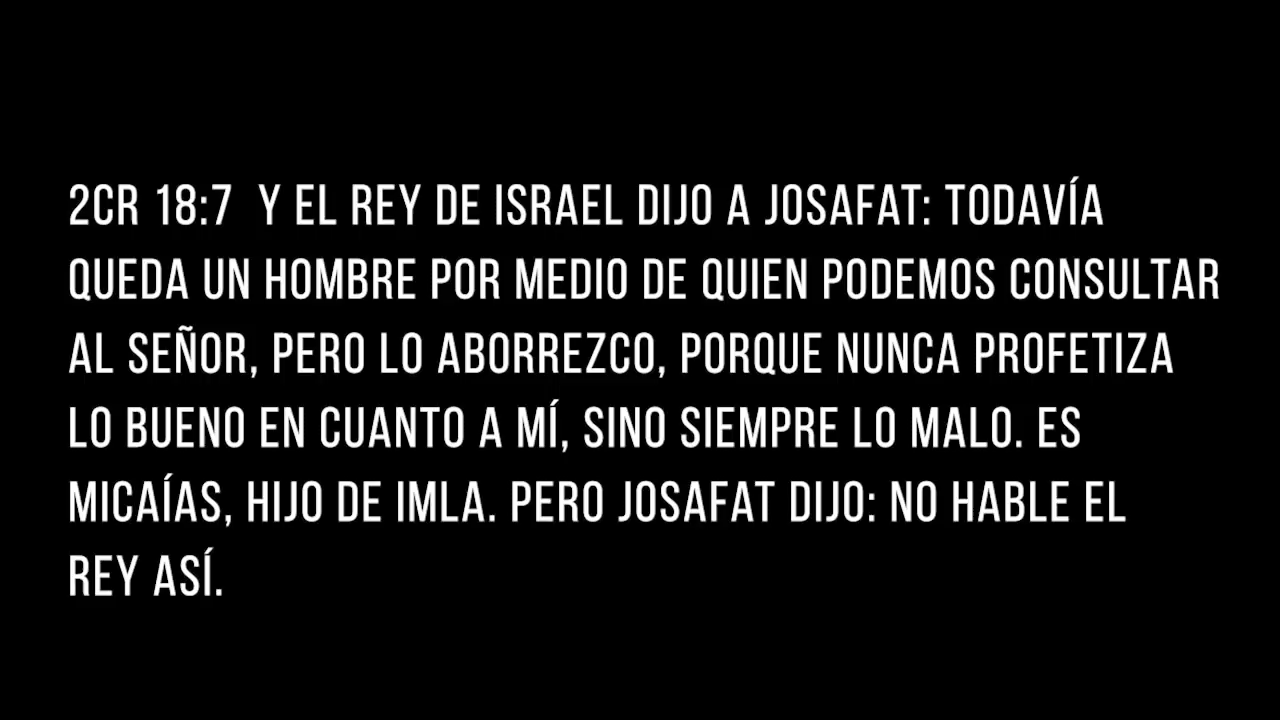 2CR 18:7  Y EL REY DE ISRAEL DIJO A JOSAFAT: TODAVÍA
QUEDA UN HOMBRE POR MEDIO DE QUIEN PODEMOS CONSULTAR
AL SEÑOR, PERO LO ABORREZCO, PORQUE NUNCA PROFETIZA
LO BUENO EN CUANTO A MÍ, SINO SIEMPRE LO MALO. ES
MICAÍAS, HIJO DE IMLA. PERO JOSAFAT DIJO: NO HABLE EL
REY ASÍ.